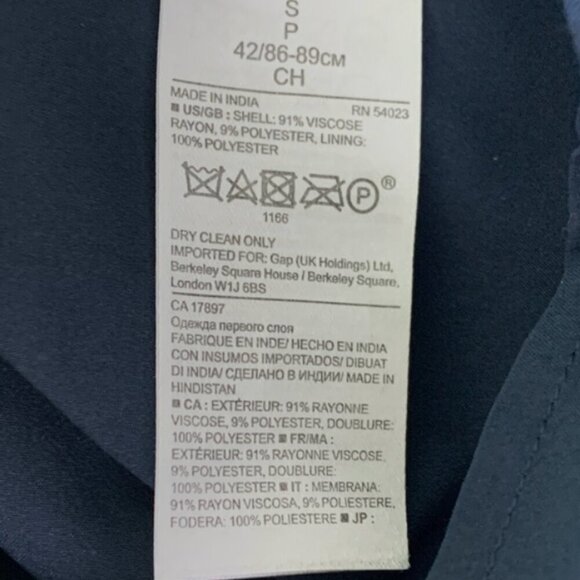 S
P
42/86-89см
CH
MADE IN INDIA RN 54023
■ US/GB : SHELL: 91% VISCOSE
RAYON, 9% POLYESTER, LINING:
100% POLYESTER
P ®
1166
DRY CLEAN ONLY
IMPORTED FOR: Gap (UK Holdings) Ltd,
Berkeley Square House / Berkeley Square,
London W1J 6BS
CA 17897
Одежда первого слоя
FABRIQUE EN INDE/ HECHO EN INDIA
CON INSUMOS IMPORTADOS/ DIBUAT
DI INDIA/ СДЕЛАНО В ИНДИИ/ MADE IN
HINDISTAN
■ CA : EXTÉRIEUR: 91% RAYONNE
VISCOSE, 9% POLYESTER, DOUBLURE:
100% POLYESTER ■ FR/MA :
EXTÉRIEUR: 91% RAYONNE VISCOSE,
9% POLYESTER, DOUBLURE:
100% POLYESTER ■ IT : MEMBRANA:
91% RAYON VISCOSA, 9% POLIESTERE,
FODERA: 100% POLIESTERE ■ JP :